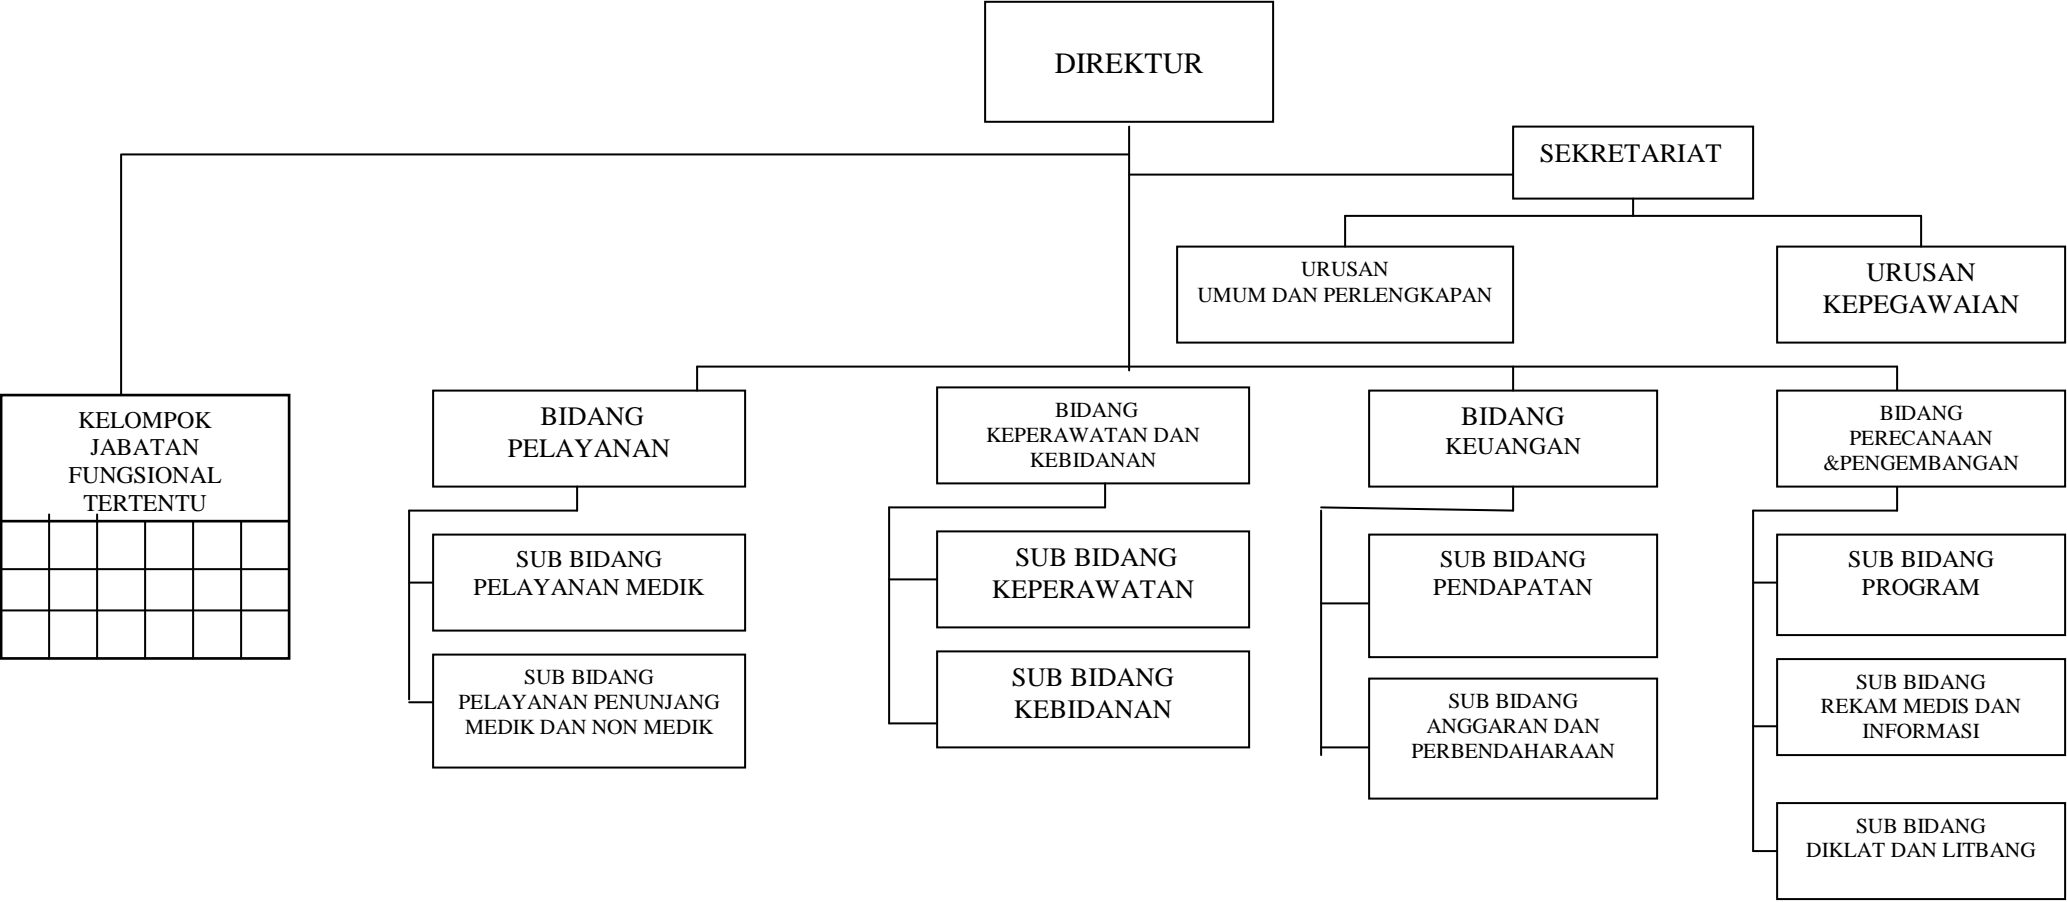 DIREKTUR
SEKRETARIAT
URUSAN
UMUM DAN PERLENGKAPAN
URUSAN
KEPEGAWAIAN
KELOMPOK
JABATAN
FUNGSIONAL
TERTENTU
BIDANG
PELAYANAN
BIDANG
KEPERAWATAN DAN
KEBIDANAN
BIDANG
KEUANGAN
BIDANG
PERECANAAN
&PENGEMBANGAN
SUB BIDANG
PELAYANAN MEDIK
SUB BIDANG
KEPERAWATAN
SUB BIDANG
PENDAPATAN
SUB BIDANG
PROGRAM
SUB BIDANG
PELAYANAN PENUNJANG
MEDIK DAN NON MEDIK
SUB BIDANG
KEBIDANAN
SUB BIDANG
ANGGARAN DAN
PERBENDAHARAAN
SUB BIDANG
REKAM MEDIS DAN
INFORMASI
SUB BIDANG
DIKLAT DAN LITBANG